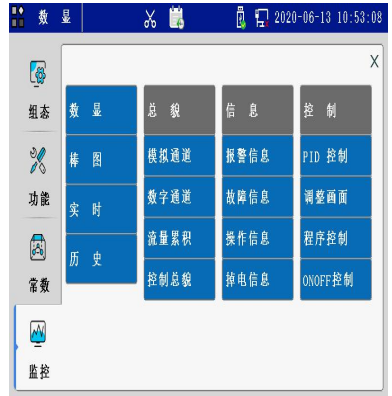 数 显 2020-06-13 10:53:08
X
组态
功能
常数
监控
数 显
棒 图
实 时
历 史
总 貌
模拟通道
数字通道
流量累积
控制总貌
信 息
报警信息
故障信息
操作信息
掉电信息
控 制
PID 控制
调整画面
程序控制
ONOFF控制